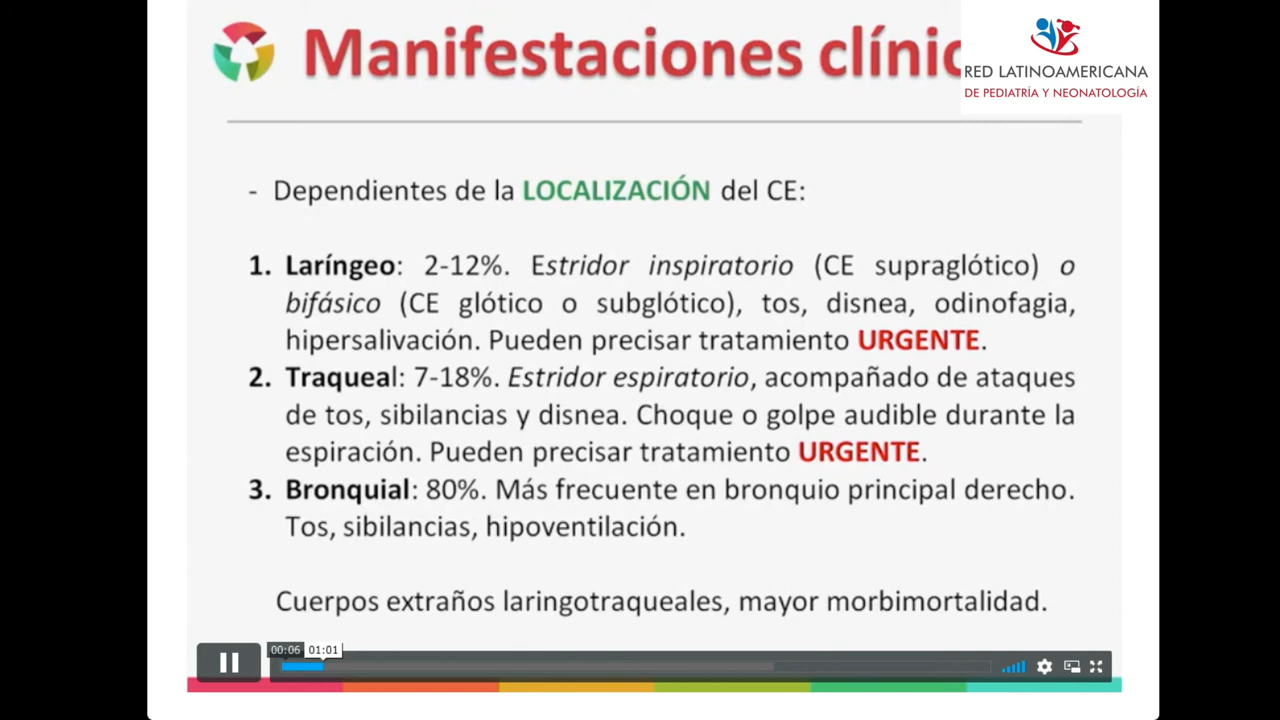 Manifestaciones clínic
RED LATINOAMERICANA
DE PEDIATRÍA Y NEONATOLOGÍA
- Dependientes de la LOCALIZACIÓN del CE:
1. Laríngeo: 2-12%. Estridor inspiratorio (CE supraglótico) o
bifásico (CE glótico o subglótico), tos, disnea, odinofagia,
hipersalivación. Pueden precisar tratamiento URGENTE.
2. Traqueal: 7-18%. Estridor espiratorio, acompañado de ataques
de tos, sibilancias y disnea. Choque o golpe audible durante la
espiración. Pueden precisar tratamiento URGENTE.
3. Bronquial: 80%. Más frecuente en bronquio principal derecho.
Tos, sibilancias, hipoventilación.
Cuerpos extraños laringotraqueales, mayor morbimortalidad.
00:06 01:01